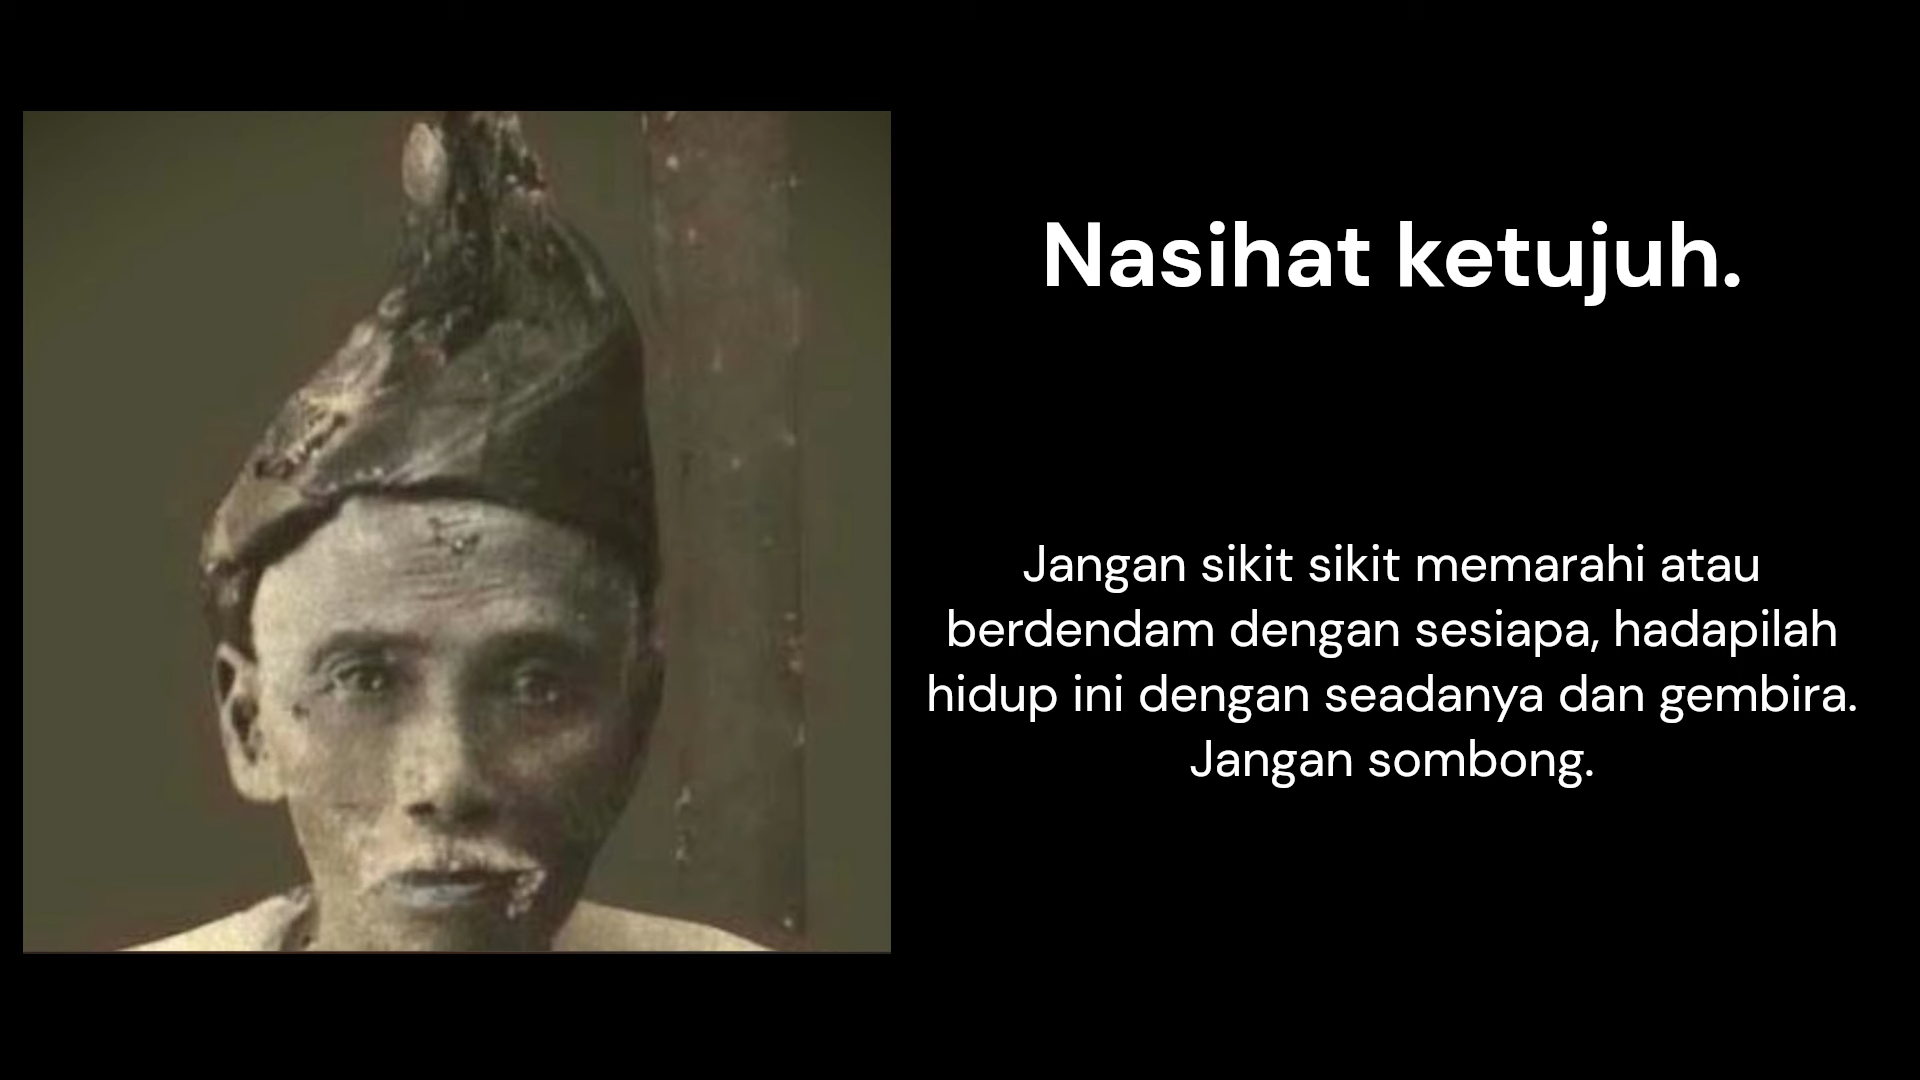 Nasihat ketujuh.
Jangan sikit sikit memarahi atau
berdendam dengan sesiapa, hadapilah
hidup ini dengan seadanya dan gembira.
Jangan sombong.